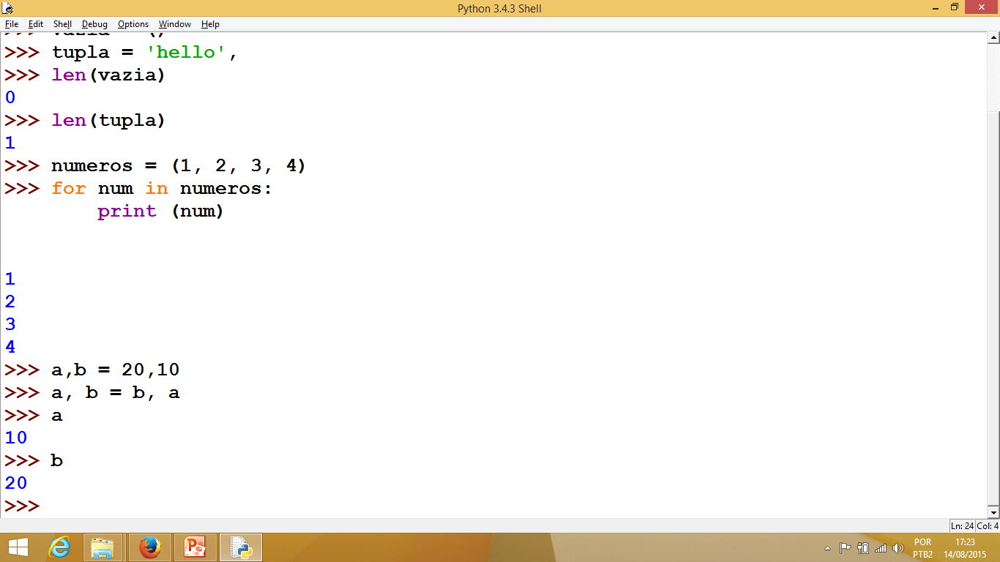 Python 3.4.3 Shell
File Edit Shell Debug Options Window Help
>>> tupla = 'hello',
>>> len(vazia)
0
>>> len(tupla)
1
>>> numeros = (1, 2, 3, 4)
>>> for num in numeros:
print (num)
1
2
3
4
>>> a,b = 20,10
>>> a, b = b, a
>>> a
10
>>> b
20
>>>
Ln: 24 Col: 4
POR 17:23
PTB2 14/08/2015